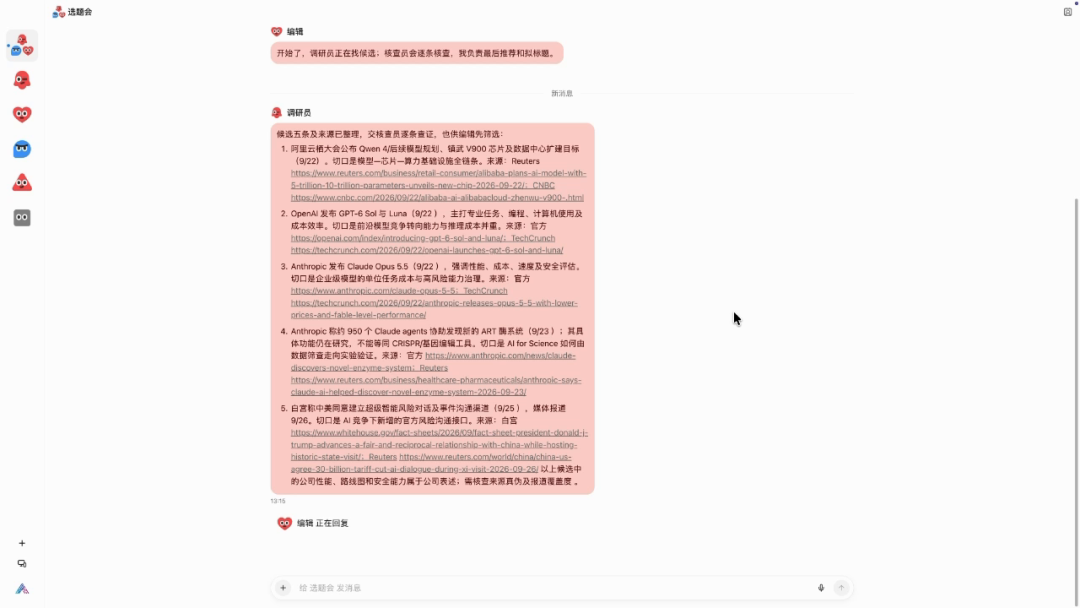 选题会
编辑
开始了，调研员正在找候选；核查员会逐条核查，我负责最后推荐和拟标题。
新消息
调研员
候选五条及来源已整理，交核查员逐条查证，也供编辑先筛选：
1. 阿里云栖大会公布 Qwen 4/后续模型规划、镇武 V900 芯片及数据中心扩建目标
（9/22）。切口是模型—芯片—算力基础设施全链条。来源：Reuters
https://www.reuters.com/business/retail-consumer/alibaba-plans-ai-model-with-
5-trillion-10-trillion-parameters-unveils-new-chip-2026-09-22/；CNBC
https://www.cnbc.com/2026/09/22/alibaba-ai-alibabacloud-zhenwu-v900-.html
2. OpenAI 发布 GPT-6 Sol 与 Luna（9/22），主打专业任务、编程、计算机使用及
成本效率。切口是前沿模型竞争转向能力与推理成本并重。来源：官方
https://openai.com/index/introducing-gpt-6-sol-and-luna/；TechCrunch
https://techcrunch.com/2026/09/22/openai-launches-gpt-6-sol-and-luna/
3. Anthropic 发布 Claude Opus 5.5（9/22），强调性能、成本、速度及安全评估。
切口是企业级模型的单位任务成本与高风险能力治理。来源：官方
https://www.anthropic.com/claude-opus-5-5；TechCrunch
https://techcrunch.com/2026/09/22/anthropic-releases-opus-5-5-with-lower-
prices-and-fable-level-performance/
4. Anthropic 称约 950 个 Claude agents 协助发现新的 ART 酶系统（9/23）；其具
体功能仍在研究，不能等同 CRISPR/基因编辑工具。切口是 AI for Science 如何由
数据筛查走向实验验证。来源：官方 https://www.anthropic.com/news/claude-
discovers-novel-enzyme-system；Reuters
https://www.reuters.com/business/healthcare-pharmaceuticals/anthropic-says-
claude-ai-helped-discover-novel-enzyme-system-2026-09-23/
5. 白宫称中美同意建立超级智能风险对话及事件沟通渠道（9/25），媒体报道
9/26。切口是 AI 竞争下新增的官方风险沟通接口。来源：白宫
https://www.whitehouse.gov/fact-sheets/2026/09/fact-sheet-president-donald-j-
trump-advances-a-fair-and-reciprocal-relationship-with-china-while-hosting-
historic-state-visit/；Reuters https://www.reuters.com/world/china/china-us-
agree-30-billion-tariff-cut-ai-dialogue-during-xi-visit-2026-09-26/ 以上候选中
的公司性能、路线图和安全能力属于公司表述；需核查来源真伪及报道覆盖度。
13:15
编辑 正在回复
给 选题会 发消息